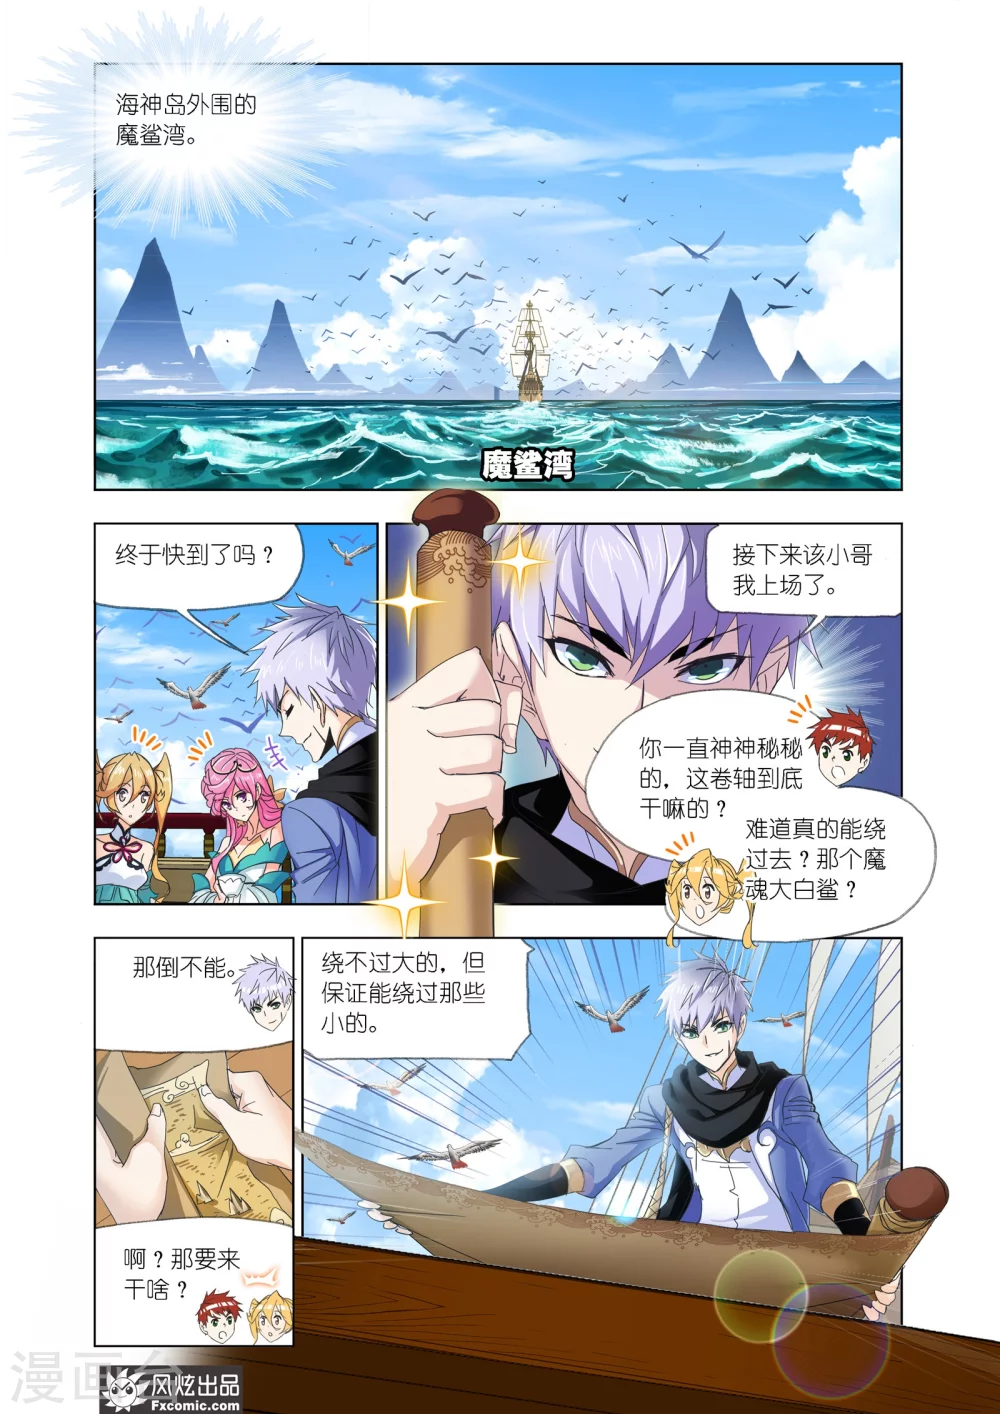 海神岛外围的
魔鲨湾。
魔鲨湾
终于快到了吗？
接下来该小哥
我上场了。
你一直神神秘秘
的，这卷轴到底
干嘛的？
难道真的能绕
过去？那个魔
魂大白鲨？
那倒不能。
绕不过大的，但
保证能绕过那些
小的。
啊？那要来
干啥？
漫画台
风炫出品
Fxcomic.com